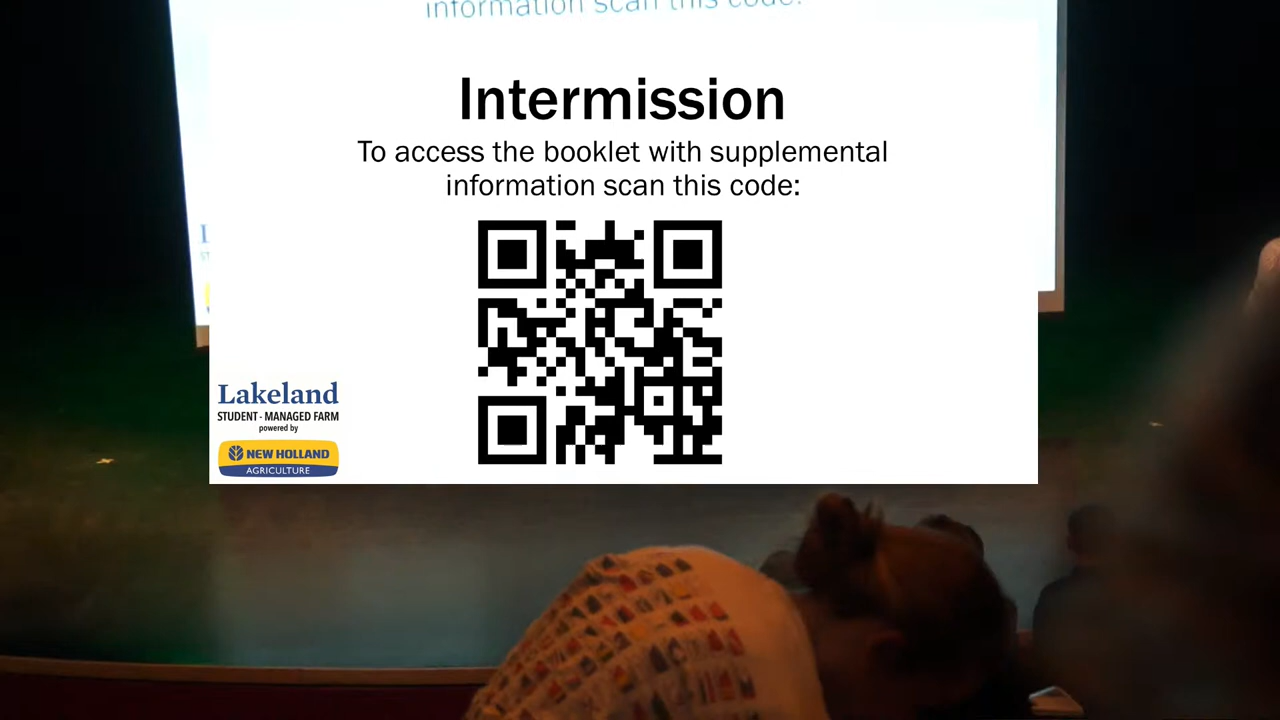 information scan this code:
Intermission
To access the booklet with supplemental
information scan this code:
Lakeland
STUDENT - MANAGED FARM
powered by
NEW HOLLAND
AGRICULTURE